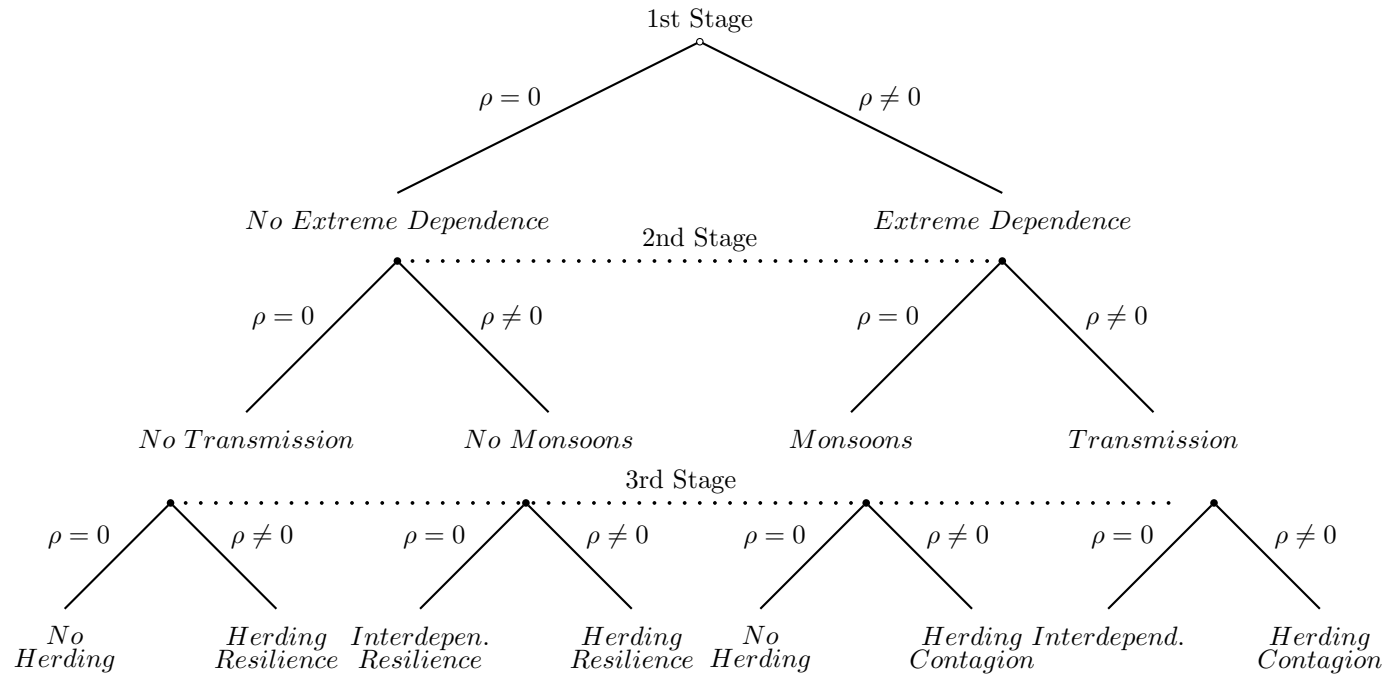 1st Stage
ρ = 0
ρ ≠ 0
No Extreme Dependence
Extreme Dependence
2nd Stage
ρ = 0
ρ ≠ 0
ρ = 0
ρ ≠ 0
No Transmission
No Monsoons
Monsoons
Transmission
3rd Stage
ρ = 0
ρ ≠ 0
ρ = 0
ρ ≠ 0
ρ = 0
ρ ≠ 0
ρ = 0
ρ ≠ 0
No
Herding
Herding
Resilience
Interdepen.
Resilience
Herding
Resilience
No
Herding
Herding
Contagion
Interdepend.
Herding
Contagion